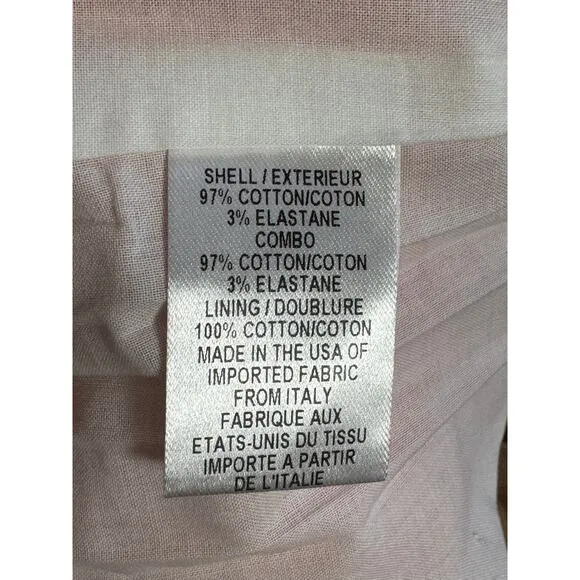 SHELL / EXTERIEUR
97% COTTON/COTON
3% ELASTANE
COMBO
97% COTTON/COTON
3% ELASTANE
LINING / DOUBLURE
100% COTTON/COTON
MADE IN THE USA OF
IMPORTED FABRIC
FROM ITALY
FABRIQUE AUX
ETATS-UNIS DU TISSU
IMPORTE A PARTIR
DE L'ITALIE